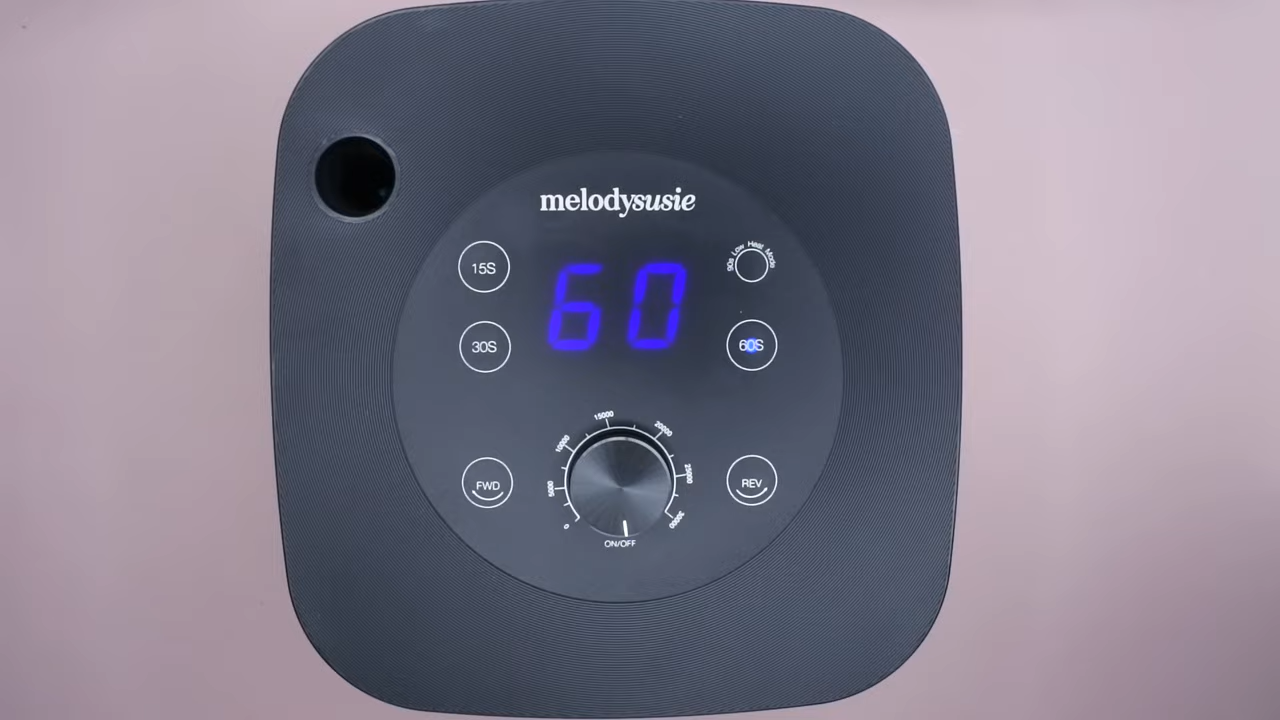 melodysusie
15S
60
90s Low Heat Mode
30S
60S
15000
10000
20000
5000
25000
0
30000
FWD
REV
ON/OFF